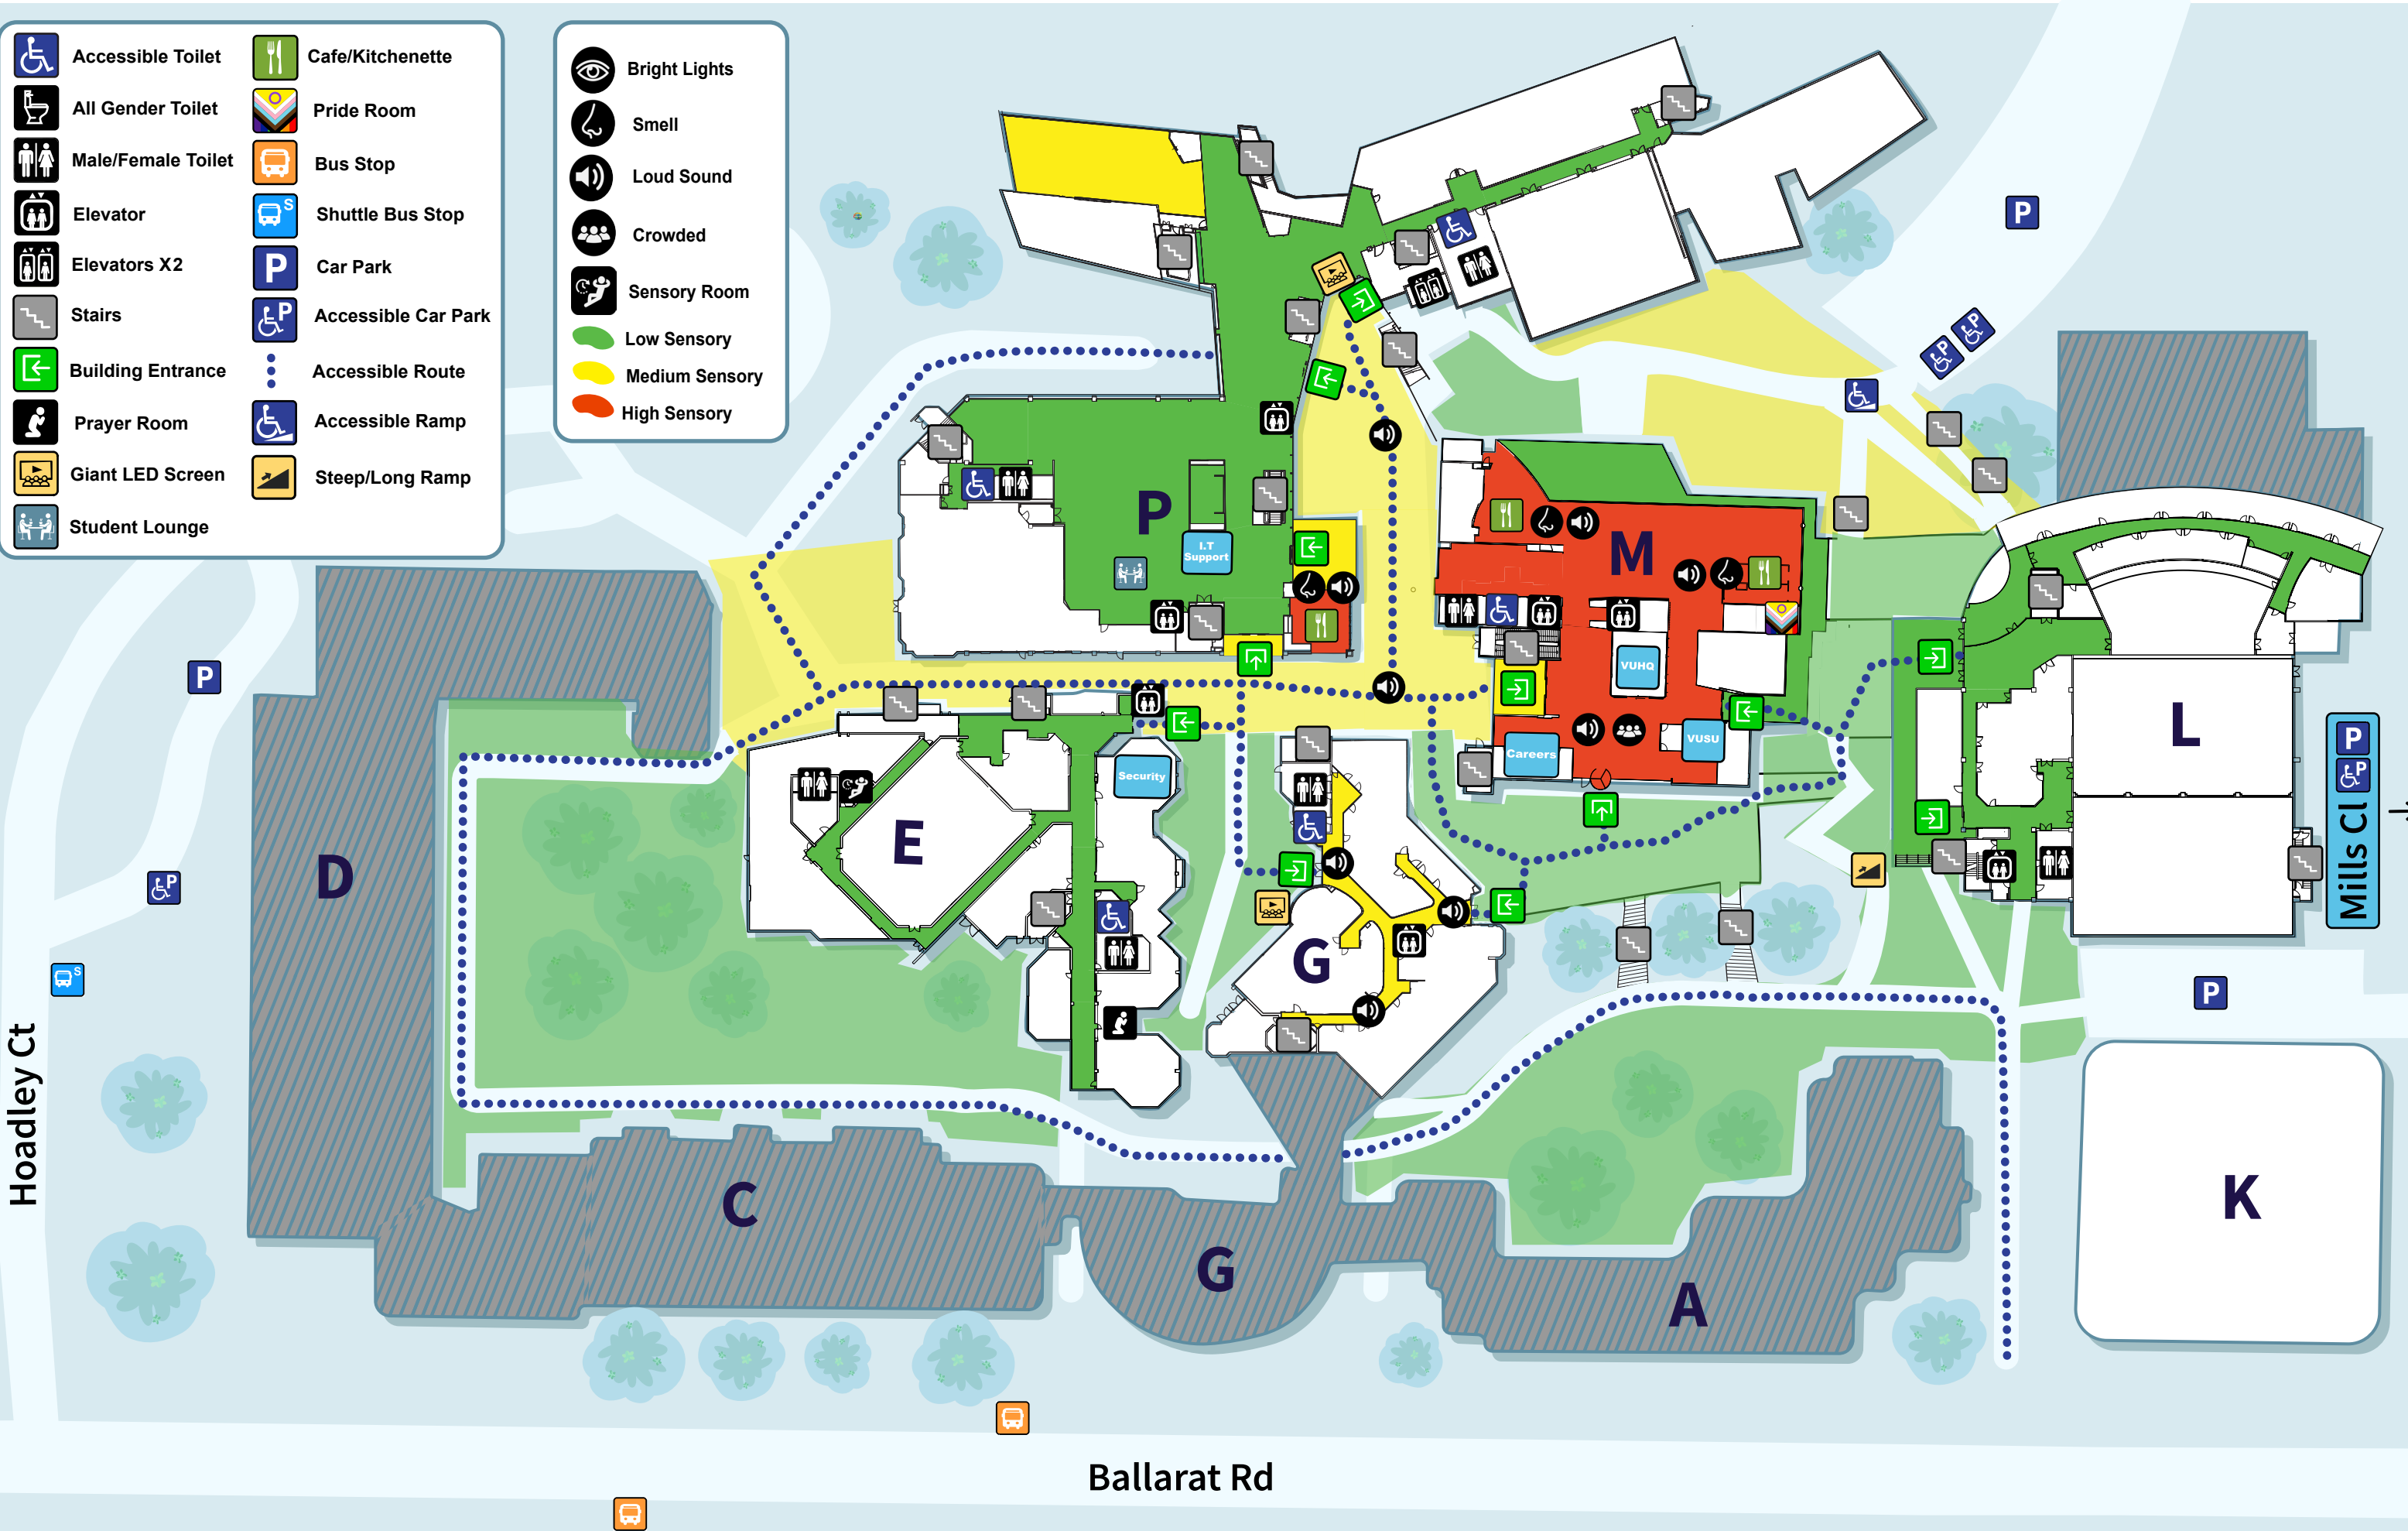 Accessible Toilet
All Gender Toilet
Male/Female Toilet
Elevator
Elevators X2
Stairs
Building Entrance
Prayer Room
Giant LED Screen
Student Lounge
Cafe/Kitchenette
Pride Room
Bus Stop
S
Shuttle Bus Stop
P
Car Park
P
Accessible Car Park
Accessible Route
Accessible Ramp
Steep/Long Ramp
Bright Lights
Smell
Loud Sound
Crowded
Sensory Room
Low Sensory
Medium Sensory
High Sensory
P
P
P
P
I.T
Support
M
VUHQ
VUSU
Careers
L
P
P
Mills Cl
P
D
P
S
E
Security
G
P
Hoadley Ct
C
G
A
K
Ballarat Rd